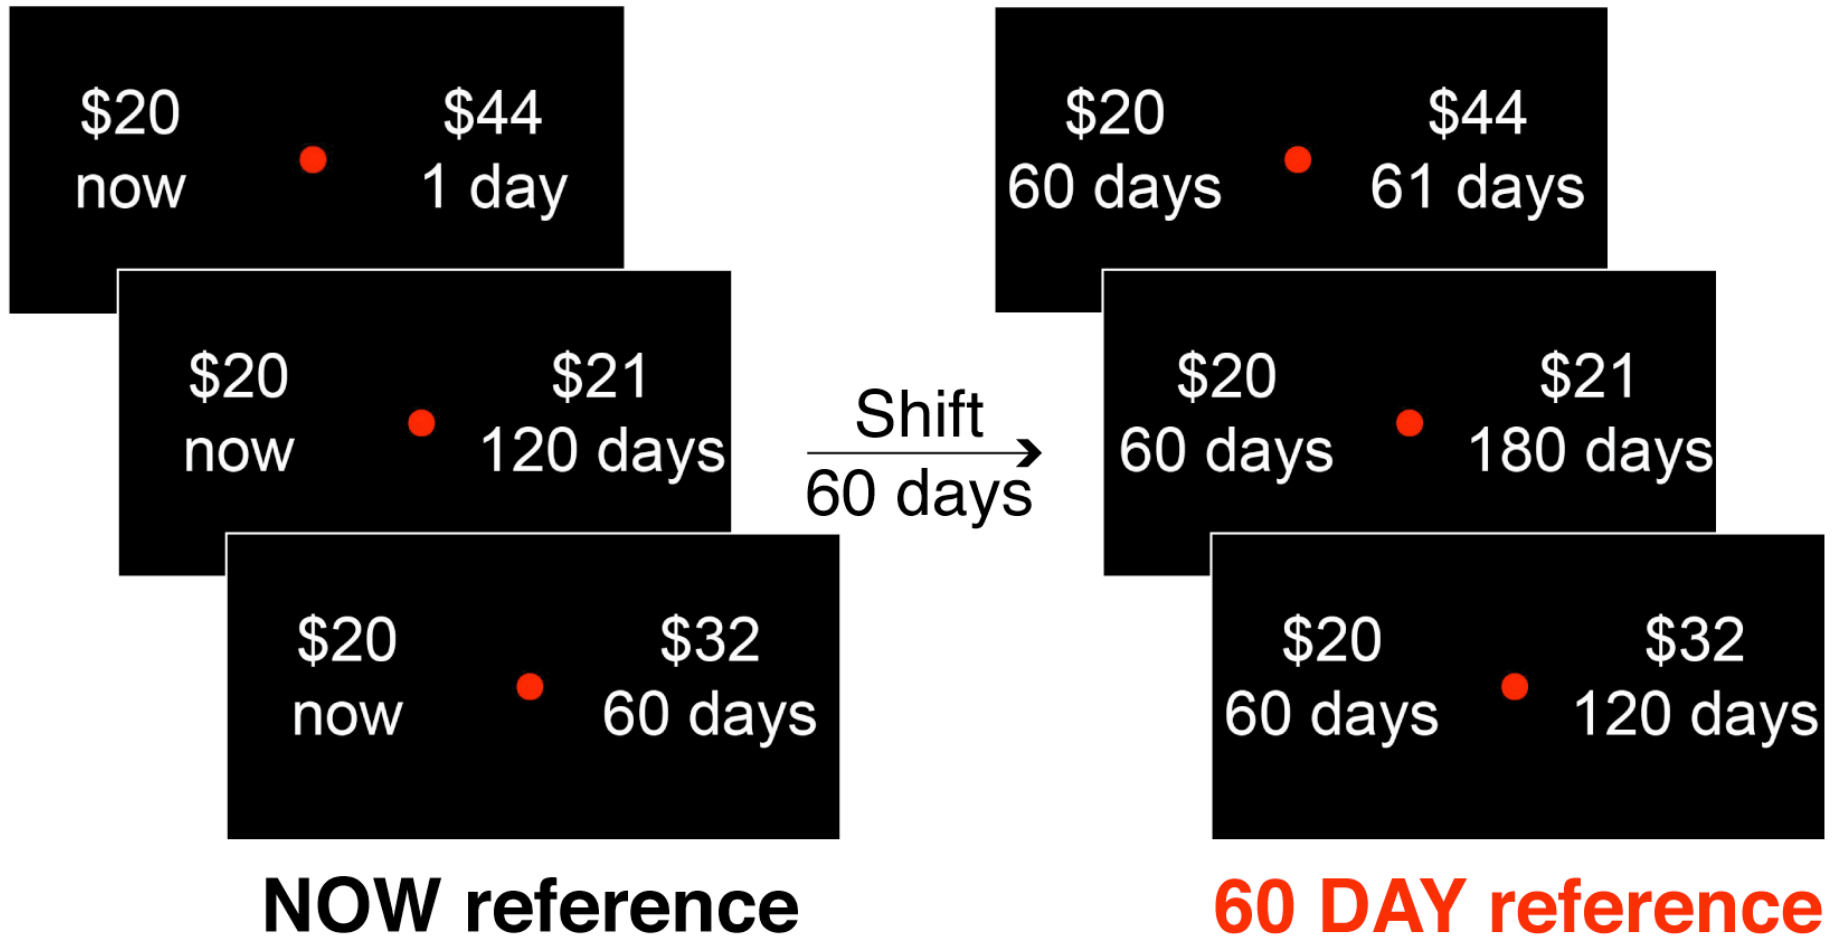 $20
now
$44
1 day
$20
now
$21
120 days
$20
now
$32
60 days
NOW reference
Shift
60 days
$20
60 days
$44
61 days
$20
60 days
$21
180 days
$20
60 days
$32
120 days
60 DAY reference